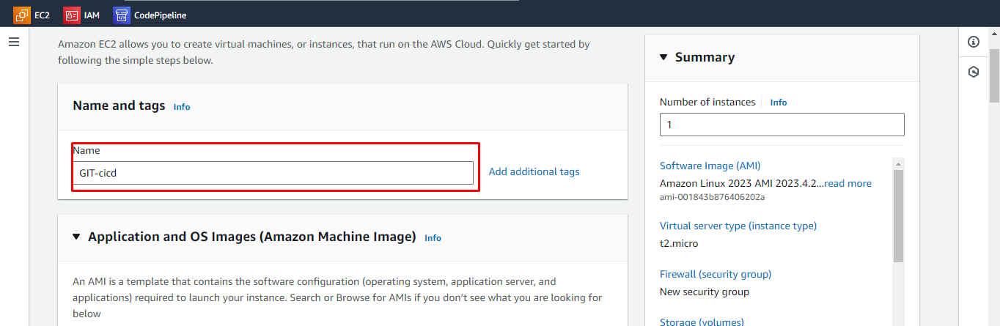 EC2 IAM CodePipeline
Amazon EC2 allows you to create virtual machines, or instances, that run on the AWS Cloud. Quickly get started by
following the simple steps below.
Name and tags Info
Name
GIT-cicd
Add additional tags
Application and OS Images (Amazon Machine Image) Info
An AMI is a template that contains the software configuration (operating system, application server, and
applications) required to launch your instance. Search or Browse for AMIs if you don’t see what you are looking for
below
Summary
Number of instances Info
1
Software Image (AMI)
Amazon Linux 2023 AMI 2023.4.2...read more
ami-001843b876406202a
Virtual server type (instance type)
t2.micro
Firewall (security group)
New security group
Storage (volumes)